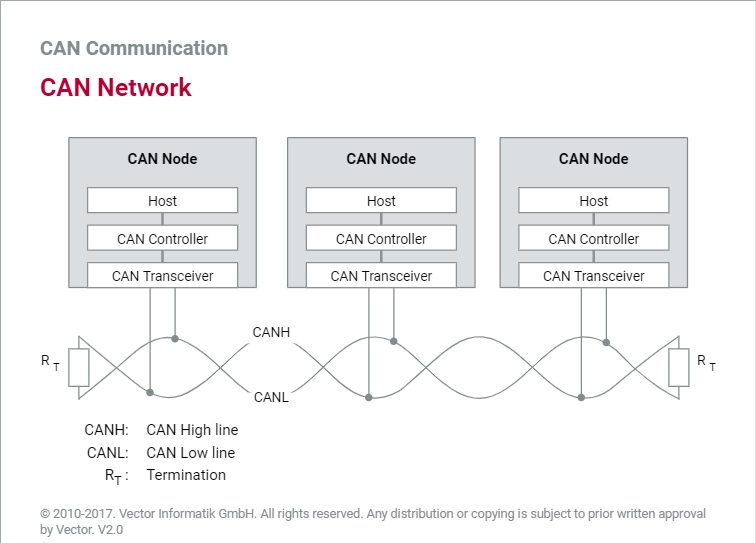 CAN Communication
CAN Network
CAN Node CAN Node CAN Node
Host Host Host
CAN Controller CAN Controller CAN Controller
CAN Transceiver CAN Transceiver CAN Transceiver
CANH
RT RT
CANL
CANH: CAN High line
CANL: CAN Low line
RT: Termination
© 2010-2017. Vector Informatik GmbH. All rights reserved. Any distribution or copying is subject to prior written approval
by Vector. V2.0